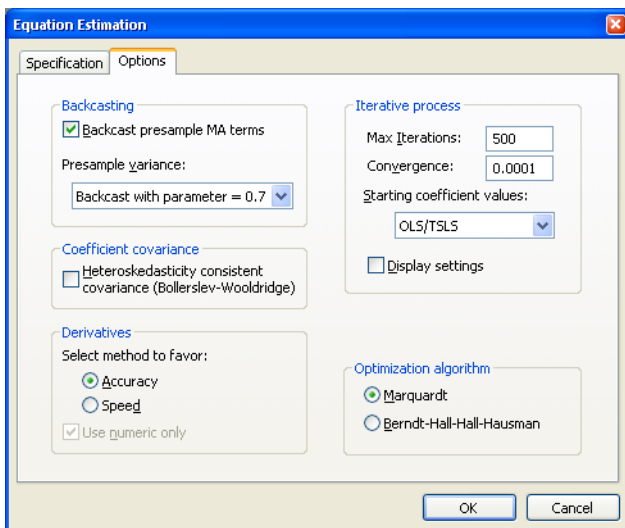 Equation Estimation
Specification
Options
Backcasting
Backcast presample MA terms
Presample variance:
Backcast with parameter = 0.7
Coefficient covariance
Heteroskedasticity consistent
covariance (Bollerslev-Wooldridge)
Derivatives
Select method to favor:
Accuracy
Speed
Use numeric only
Iterative process
Max Iterations:
500
Convergence:
0.0001
Starting coefficient values:
OLS/TSLS
Display settings
Optimization algorithm
Marquardt
Berndt-Hall-Hall-Hausman
OK
Cancel